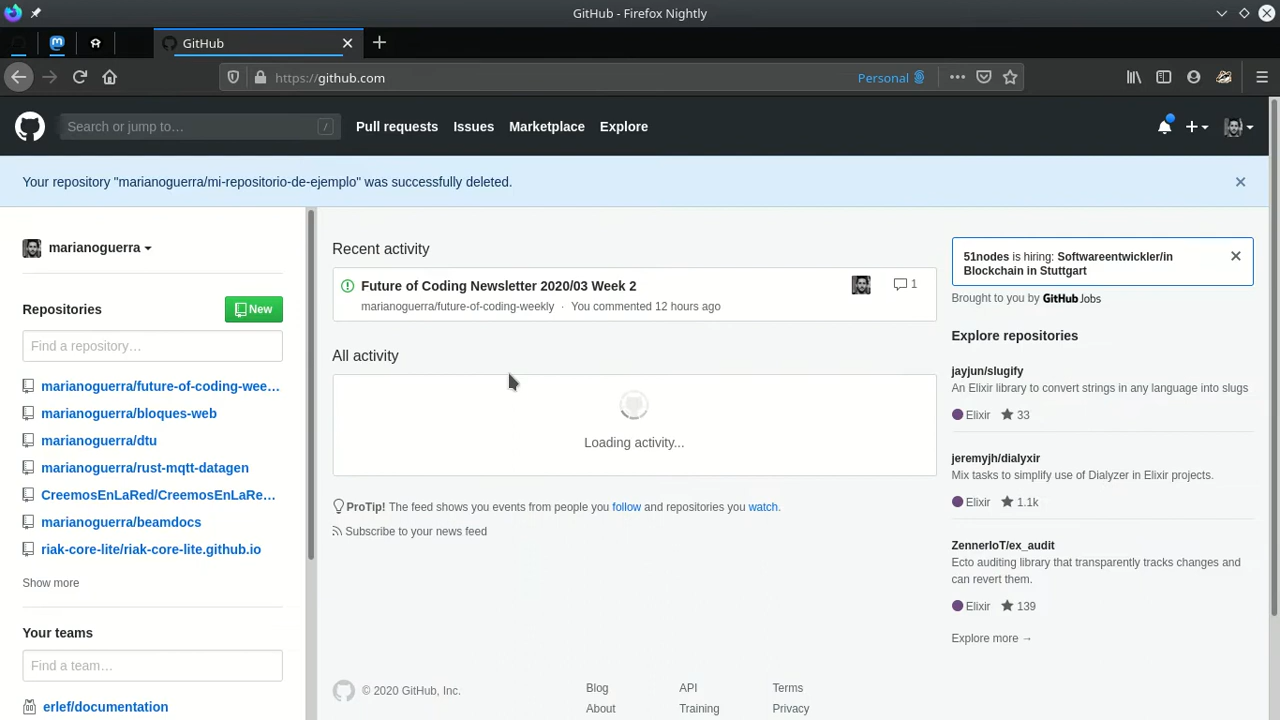 GitHub - Firefox Nightly
GitHub
https://github.com
Personal
Search or jump to…
/
Pull requests
Issues
Marketplace
Explore
Your repository "marianoguerra/mi-repositorio-de-ejemplo" was successfully deleted.
marianoguerra
Repositories
New
Find a repository…
marianoguerra/future-of-coding-wee…
marianoguerra/bloques-web
marianoguerra/dtu
marianoguerra/rust-mqtt-datagen
CreemosEnLaRed/CreemosEnLaRe…
marianoguerra/beamdocs
riak-core-lite/riak-core-lite.github.io
Show more
Your teams
Find a team…
erlef/documentation
Recent activity
Future of Coding Newsletter 2020/03 Week 2
1
marianoguerra/future-of-coding-weekly · You commented 12 hours ago
All activity
Loading activity...
ProTip! The feed shows you events from people you follow and repositories you watch.
Subscribe to your news feed
51nodes is hiring: Softwareentwickler/in
Blockchain in Stuttgart
Brought to you by GitHub Jobs
Explore repositories
jayjun/slugify
An Elixir library to convert strings in any language into slugs
Elixir 33
jeremyjh/dialyxir
Mix tasks to simplify use of Dialyzer in Elixir projects.
Elixir 1.1k
ZennerIoT/ex_audit
Ecto auditing library that transparently tracks changes and
can revert them.
Elixir 139
Explore more →
© 2020 GitHub, Inc.
Blog
About
API
Training
Terms
Privacy